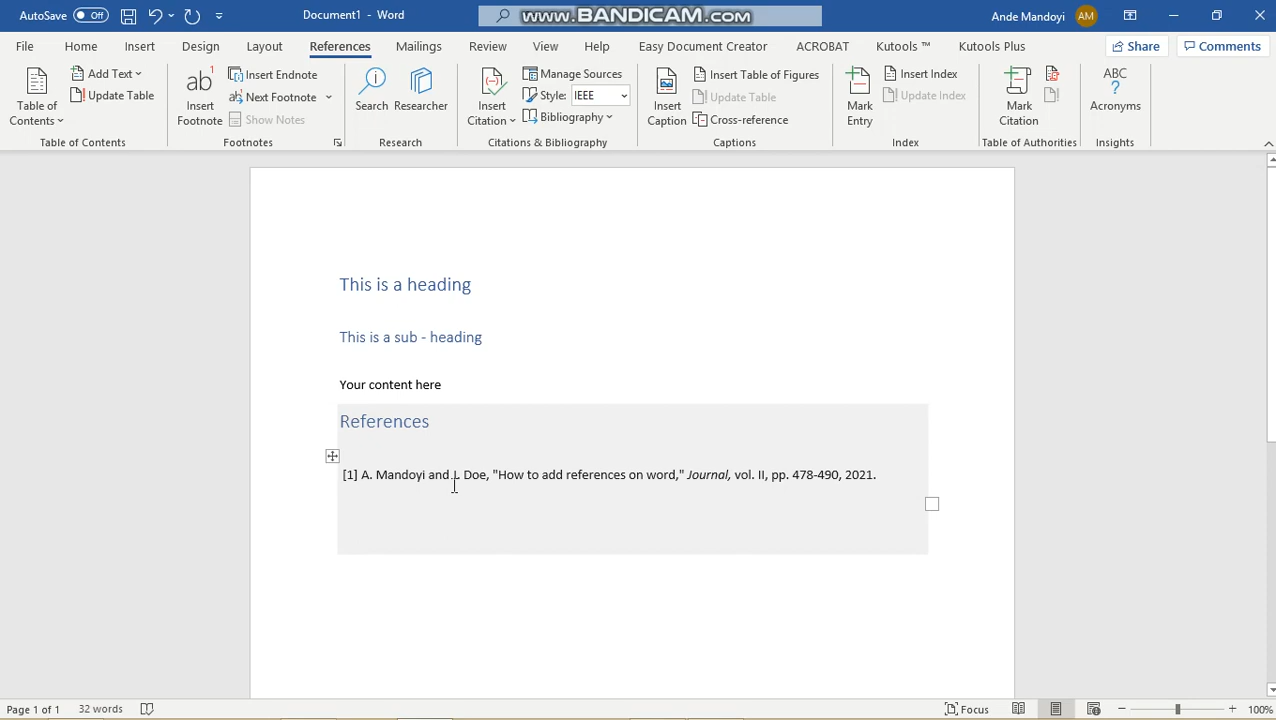 AutoSave Off Document1 - Word www.BANDICAM.com Ande Mandoyi AM
File Home Insert Design Layout References Mailings Review View Help Easy Document Creator ACROBAT Kutools ™ Kutools Plus Share Comments
Table of Contents
Add Text
Update Table
Table of Contents
ab1
Insert Footnote
Insert Endnote
Next Footnote
Show Notes
Footnotes
Search
Researcher
Research
Insert Citation
Manage Sources
Style: IEEE
Bibliography
Citations & Bibliography
Insert Caption
Insert Table of Figures
Update Table
Cross-reference
Captions
Mark Entry
Insert Index
Update Index
Index
Mark Citation
Table of Authorities
ABC
?
Acronyms
Insights
This is a heading
This is a sub - heading
Your content here
References
[1] A. Mandoyi and J. Doe, "How to add references on word," Journal, vol. II, pp. 478-490, 2021.
Page 1 of 1 32 words Focus 100%